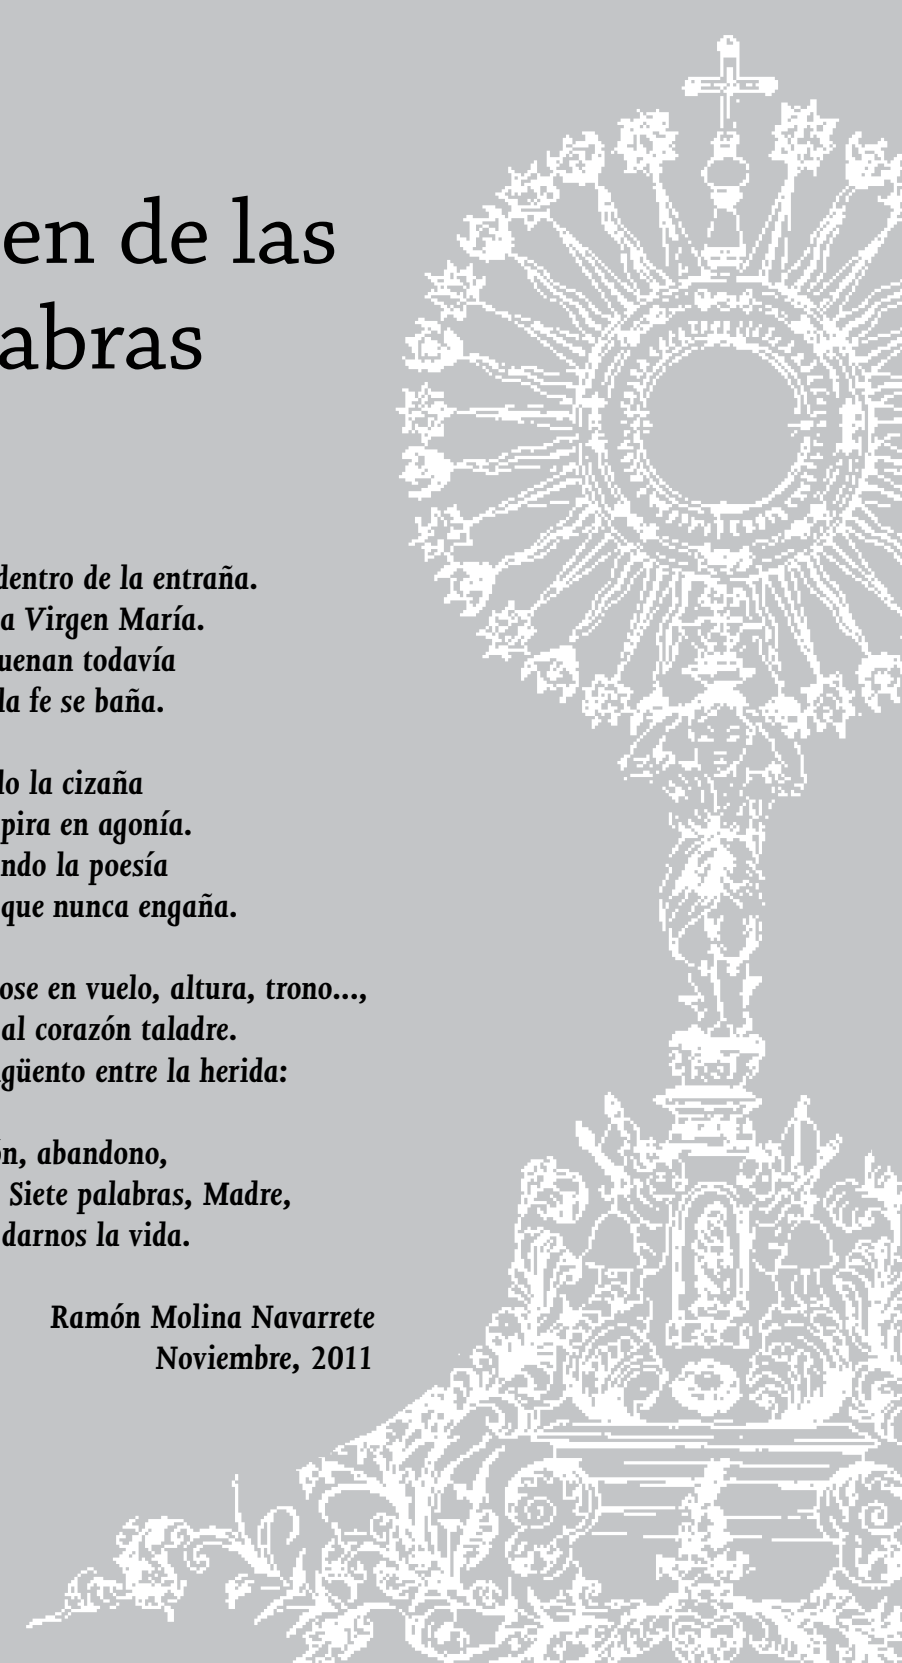 en de las
abras
dentro de la entraña.
a Virgen María.
uenan todavía
la fe se baña.
lo la cizaña
pira en agonía.
ndo la poesía
que nunca engaña.
ose en vuelo, altura, trono...,
al corazón taladre.
güento entre la herida:
ón, abandono,
Siete palabras, Madre,
darnos la vida.
Ramón Molina Navarrete
Noviembre, 2011